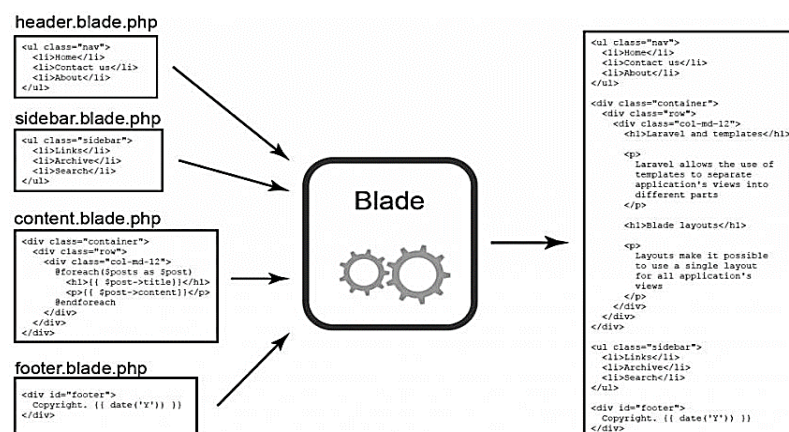 header.blade.php
<ul class="nav">
  <li>Home</li>
  <li>Contact us</li>
  <li>About</li>
</ul>
sidebar.blade.php
<ul class="sidebar">
  <li>Links</li>
  <li>Archive</li>
  <li>Search</li>
</ul>
content.blade.php
<div class="container">
  <div class="row">
    <div class="col-md-12">
      @foreach($posts as $post)
        <h1>{{ $post->title}}</h1>
        <p>{{ $post->content}}</p>
      @endforeach
    </div>
  </div>
</div>
footer.blade.php
<div id="footer">
  Copyright. {{ date('Y')) }}
</div>
Blade
<ul class="nav">
  <li>Home</li>
  <li>Contact us</li>
  <li>About</li>
</ul>
<div class="container">
  <div class="row">
    <div class="col-md-12">
      <h1>Laravel and templates</h1>
      <p>
        Laravel allows the use of
        templates to separate
        application's views into
        different parts
      </p>
      <h1>Blade layouts</h1>
      <p>
        Layouts make it possible
        to use a single layout
        for all application's
        views
      </p>
    </div>
  </div>
</div>
<ul class="sidebar">
  <li>Links</li>
  <li>Archive</li>
  <li>Search</li>
</ul>
<div id="footer">
  Copyright. {{ date('Y')) }}
</div>